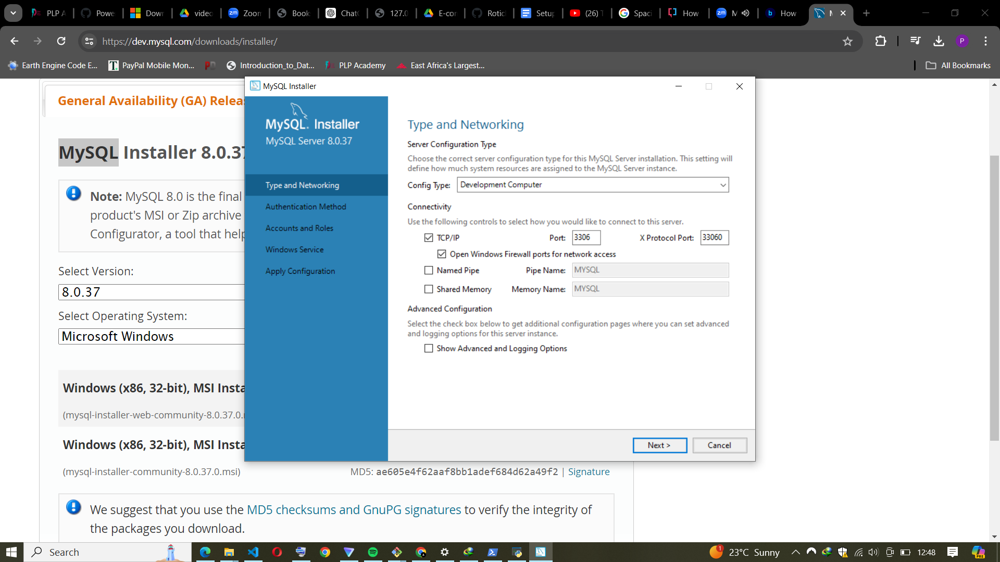 PLP A
Powe
Dowr
video
Zoon
Book
Chat
127.0
E-cor
Rotic
Setup
(26) T
Spaci
How
M
How
https://dev.mysql.com/downloads/installer/
P
Earth Engine Code E...
PayPal Mobile Mon...
Introduction_to_Dat...
PLP Academy
East Africa's Largest...
All Bookmarks
General Availability (GA) Relea
MySQL Installer 8.0.37
Note: MySQL 8.0 is the final
product's MSI or Zip archive
Configurator, a tool that help
Select Version:
8.0.37
Select Operating System:
Microsoft Windows
Windows (x86, 32-bit), MSI Insta
(mysql-installer-web-community-8.0.37.0.
Windows (x86, 32-bit), MSI Insta
(mysql-installer-community-8.0.37.0.msi)
MD5: ae605e4f62aaf8bb1adef684d62a49f2 | Signature
We suggest that you use the MD5 checksums and GnuPG signatures to verify the integrity of
the packages you download.
MySQL Installer
MySQL. Installer
MySQL Server 8.0.37
Type and Networking
Authentication Method
Accounts and Roles
Windows Service
Apply Configuration
Type and Networking
Server Configuration Type
Choose the correct server configuration type for this MySQL Server installation. This setting will
define how much system resources are assigned to the MySQL Server instance.
Config Type: Development Computer
Connectivity
Use the following controls to select how you would like to connect to this server.
TCP/IP Port: 3306 X Protocol Port: 33060
Open Windows Firewall ports for network access
Named Pipe Pipe Name: MYSQL
Shared Memory Memory Name: MYSQL
Advanced Configuration
Select the check box below to get additional configuration pages where you can set advanced
and logging options for this server instance.
Show Advanced and Logging Options
Next >
Cancel
Search
1
23°C Sunny
12:48
PRE